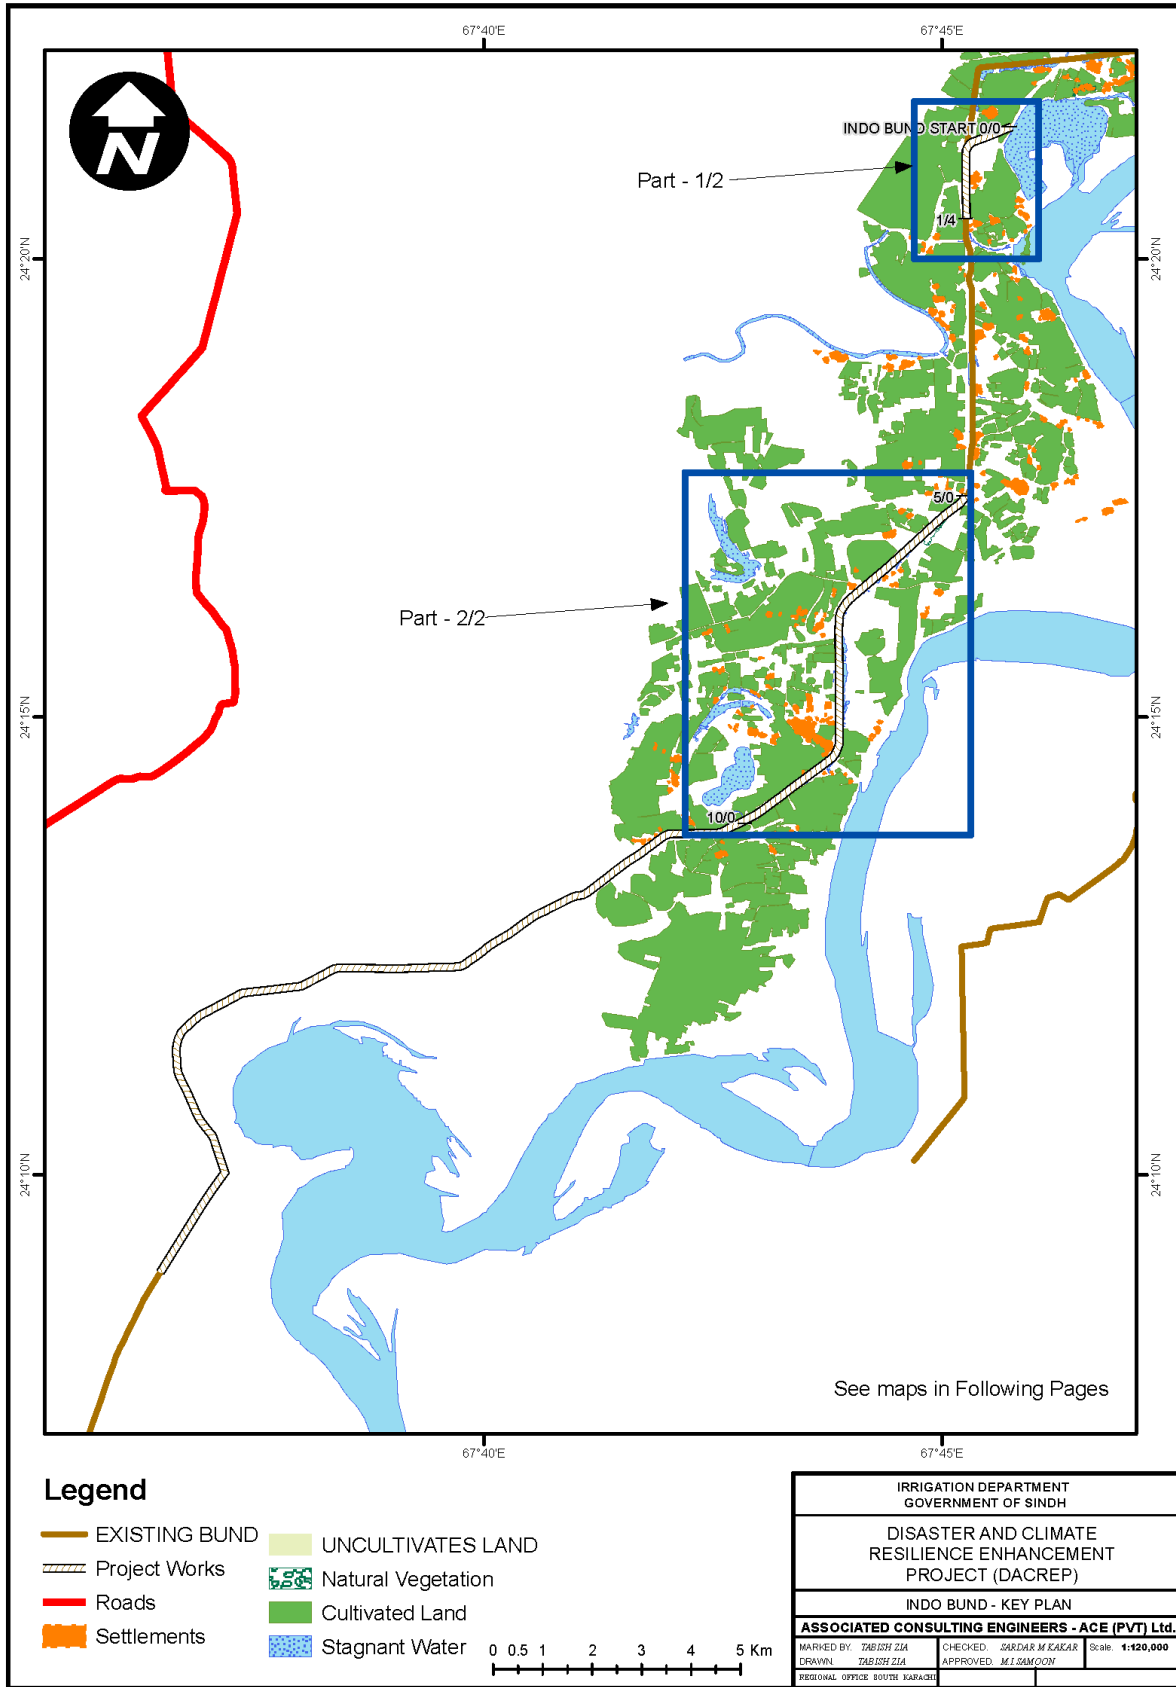 67°40'E
67°45'E
N
INDO BUND START 0/0
Part - 1/2
1/4
24°20'N
24°20'N
5/0
Part - 2/2
24°15'N
24°15'N
10/0
24°10'N
24°10'N
See maps in Following Pages
67°40'E
67°45'E
Legend
EXISTING BUND
Project Works
Roads
Settlements
UNCULTIVATES LAND
Natural Vegetation
Cultivated Land
Stagnant Water
0 0.5 1 2 3 4 5 Km
IRRIGATION DEPARTMENT
GOVERNMENT OF SINDH
DISASTER AND CLIMATE
RESILIENCE ENHANCEMENT
PROJECT (DACREP)
INDO BUND - KEY PLAN
ASSOCIATED CONSULTING ENGINEERS - ACE (PVT) Ltd.
MARKED BY. TABISH ZIA CHECKED. SARDAR M KAKAR Scale. 1:120,000
DRAWN. TABISH ZIA APPROVED. M.I.SAMOON
REGIONAL OFFICE SOUTH KARACHI